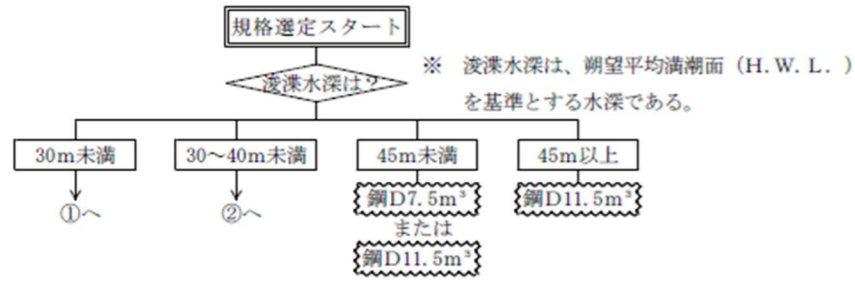 規格選定スタート
浚渫水深は?
※ 浚渫水深は、朔望平均満潮面(H.W.L.)
を基準とする水深である。
30m未満
30~40m未満
45m未満
45m以上
①へ
②へ
鋼D7.5m³
または
鋼D11.5m³
鋼D11.5m³